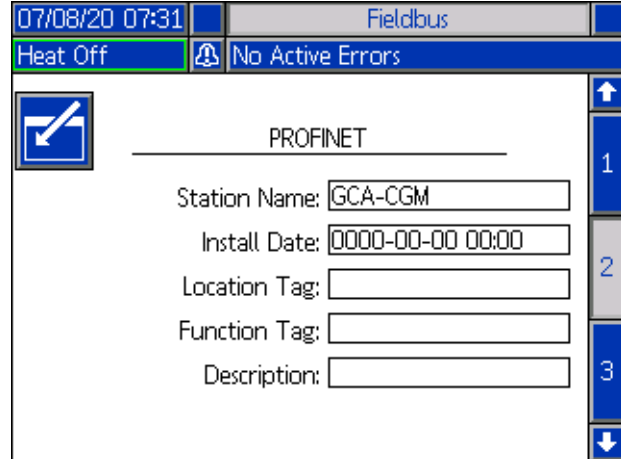 07/08/20 07:31 Fieldbus
Heat Off No Active Errors
PROFINET
1
Station Name: GCA-CGM
Install Date: 0000-00-00 00:00
2
Location Tag:
Function Tag:
Description:
3